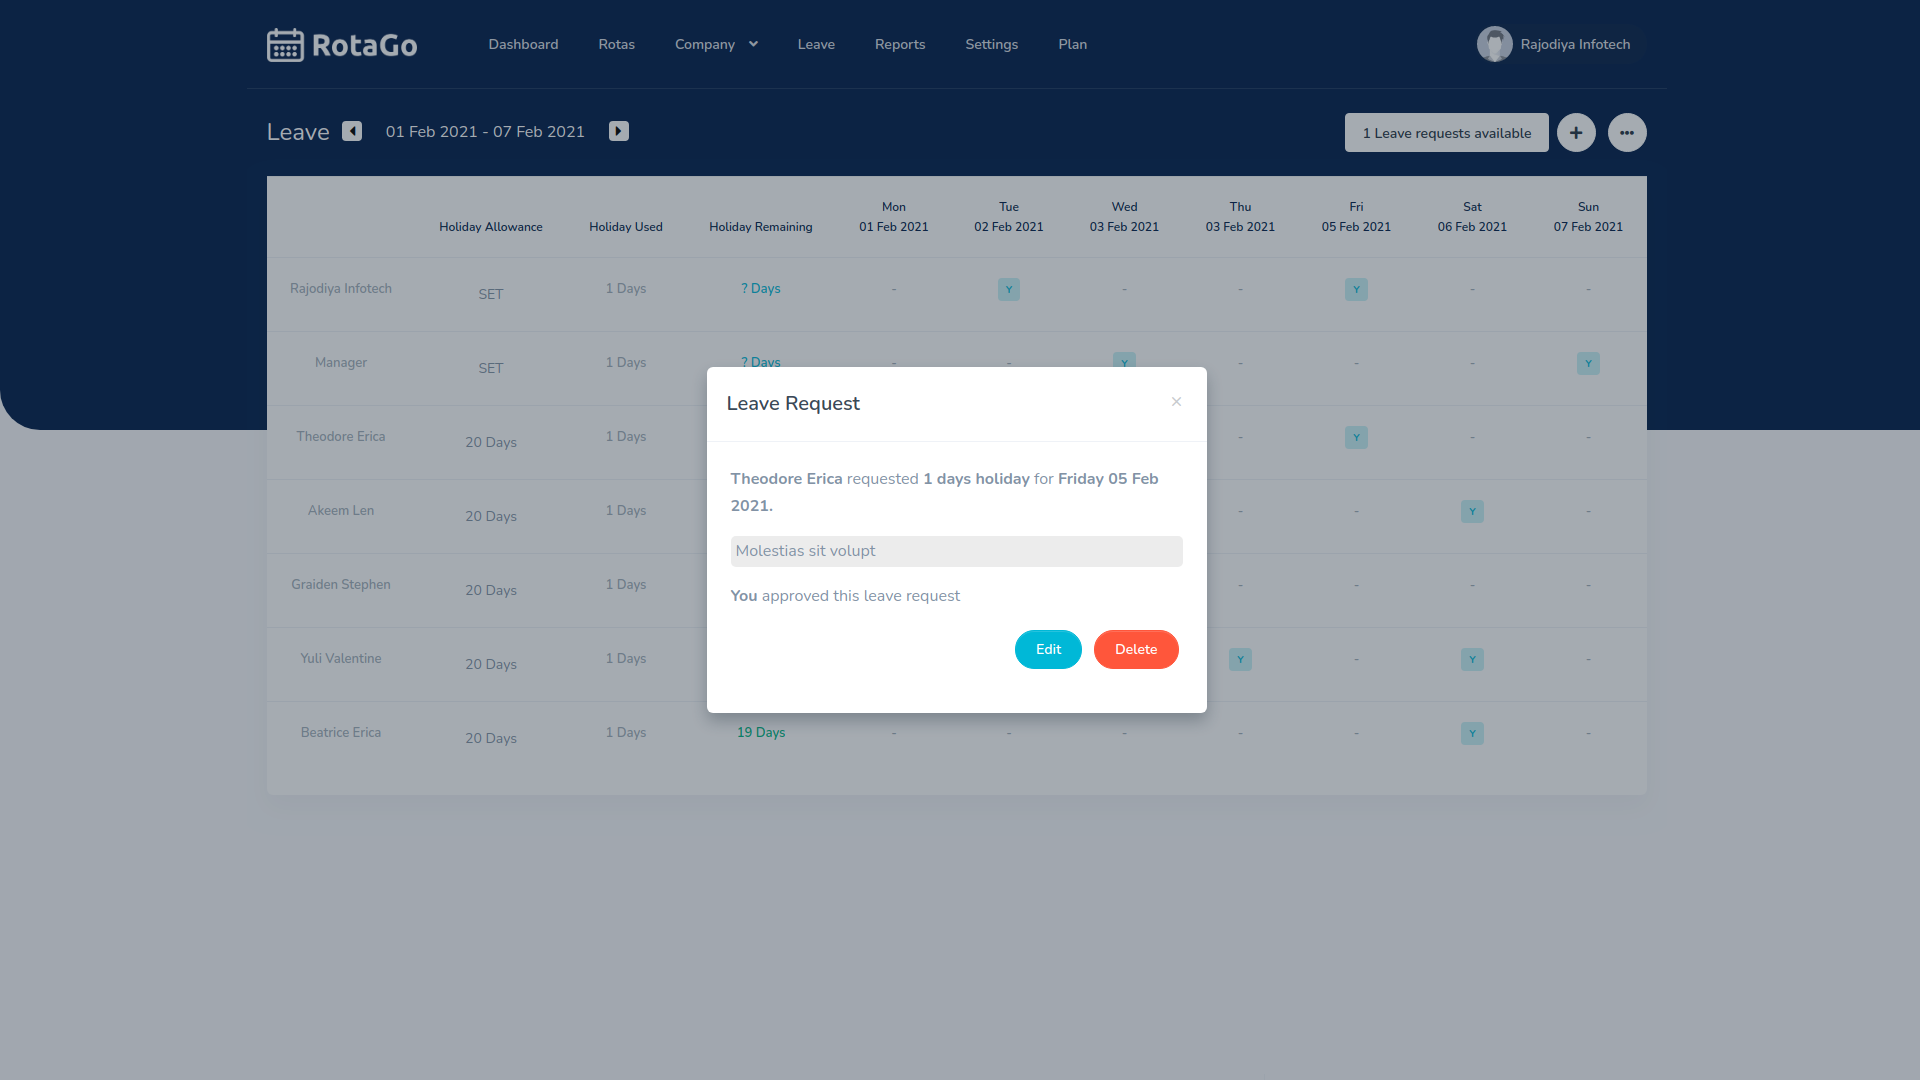 RotaGo Dashboard Rotas Company Leave Reports Settings Plan Rajodiya Infotech
Leave 01 Feb 2021 - 07 Feb 2021 1 Leave requests available
Mon Tue Wed Thu Fri Sat Sun
Holiday Allowance Holiday Used Holiday Remaining 01 Feb 2021 02 Feb 2021 03 Feb 2021 03 Feb 2021 05 Feb 2021 06 Feb 2021 07 Feb 2021
Rajodiya Infotech SET 1 Days ? Days - Y - - Y - -
Manager SET 1 Days ? Days - - Y - - - Y
Theodore Erica 20 Days 1 Days - Y - -
Akeem Len 20 Days 1 Days - - Y -
Graiden Stephen 20 Days 1 Days - - - -
Yuli Valentine 20 Days 1 Days Y - Y -
Beatrice Erica 20 Days 1 Days 19 Days - - - - - Y -
Leave Request ×
Theodore Erica requested 1 days holiday for Friday 05 Feb
2021.
Molestias sit volupt
You approved this leave request
Edit Delete